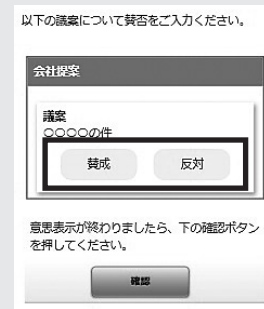 以下の議案について賛否をご入力ください。
会社提案
議案
○○○○の件
賛成 反対
意思表示が終わりましたら、下の確認ボタン
を押してください。
確認